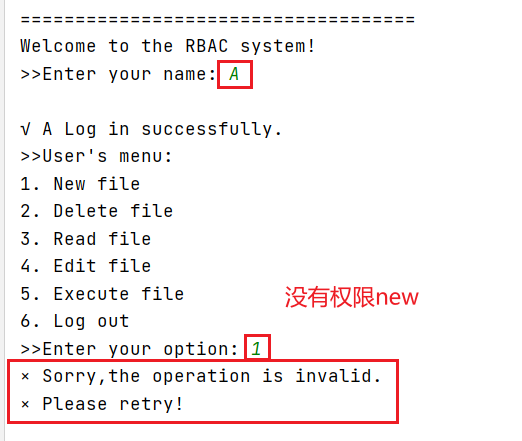 ====================================
Welcome to the RBAC system!
>>Enter your name: A
√ A Log in successfully.
>>User's menu:
1. New file
2. Delete file
3. Read file
4. Edit file
5. Execute file
没有权限new
6. Log out
>>Enter your option: 1
× Sorry,the operation is invalid.
× Please retry!